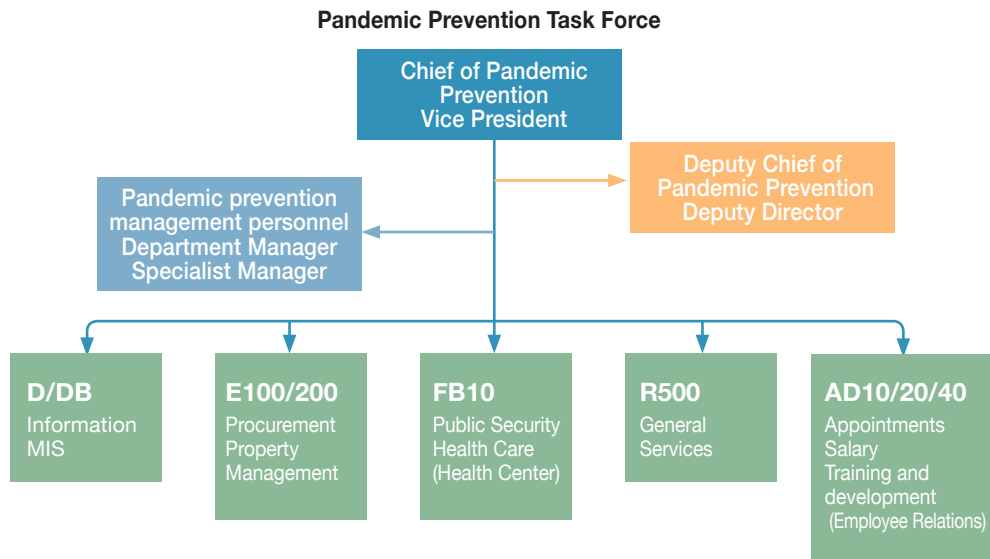 Pandemic Prevention Task Force
Chief of Pandemic
Prevention
Vice President
Deputy Chief of
Pandemic Prevention
Deputy Director
Pandemic prevention
management personnel
Department Manager
Specialist Manager
D/DB
Information
MIS
E100/200
Procurement
Property
Management
FB10
Public Security
Health Care
(Health Center)
R500
General
Services
AD10/20/40
Appointments
Salary
Training and
development
(Employee Relations)